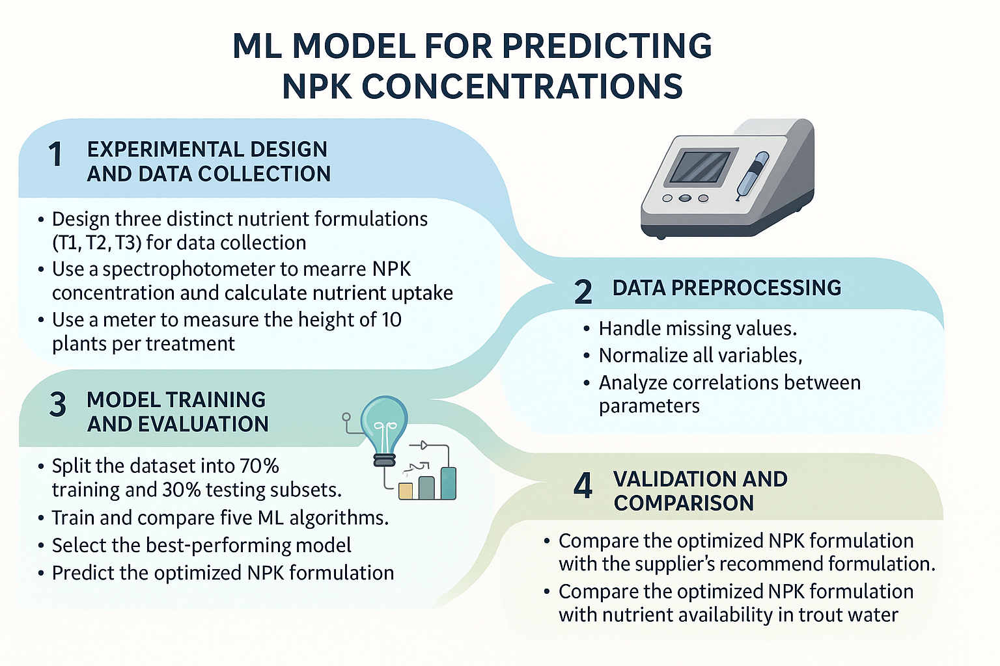 ML MODEL FOR PREDICTING
NPK CONCENTRATIONS
1
EXPERIMENTAL DESIGN
AND DATA COLLECTION
• Design three distinct nutrient formulations
(T1, T2, T3) for data collection
• Use a spectrophotometer to mearre NPK
concentration aund calculate nutrient uptake
• Use a meter to measure the height of 10
plants per treatment
2
DATA PREPROCESSING
• Handle missing values.
• Normalize all variables,
• Analyze correlations between
parameters
3
MODEL TRAINING
AND EVALUATION
• Split the dataset into 70%
training and 30% testing subsets.
• Train and compare five ML algorithms.
• Select the best-performing model
• Predict the optimized NPK formulation
4
VALIDATION AND
COMPARISON
• Compare the optimized NPK formulation
with the supplier's recommend formulation.
• Compare the optimized NPK formulation
with nutrient availability in trout water